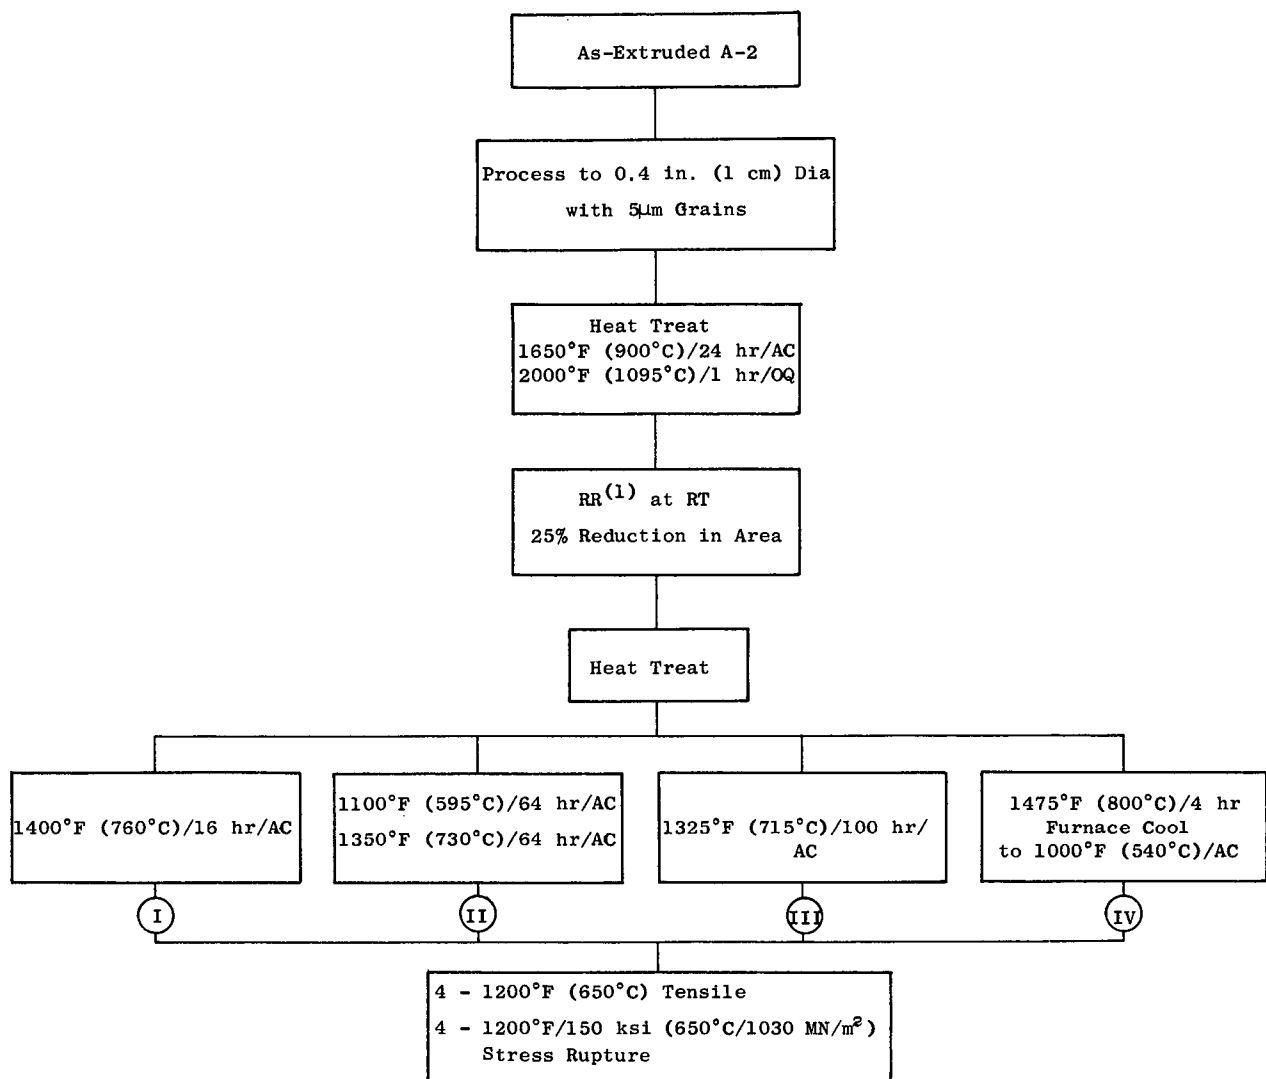 As-Extruded A-2
Process to 0.4 in. (1 cm) Dia
with 5µm Grains
Heat Treat
1650°F (900°C)/24 hr/AC
2000°F (1095°C)/1 hr/OQ
RR(1) at RT
25% Reduction in Area
Heat Treat
1400°F (760°C)/16 hr/AC
1100°F (595°C)/64 hr/AC
1350°F (730°C)/64 hr/AC
1325°F (715°C)/100 hr/
AC
1475°F (800°C)/4 hr
Furnace Cool
to 1000°F (540°C)/AC
I
II
III
IV
4 - 1200°F (650°C) Tensile
4 - 1200°F/150 ksi (650°C/1030 MN/m²)
Stress Rupture